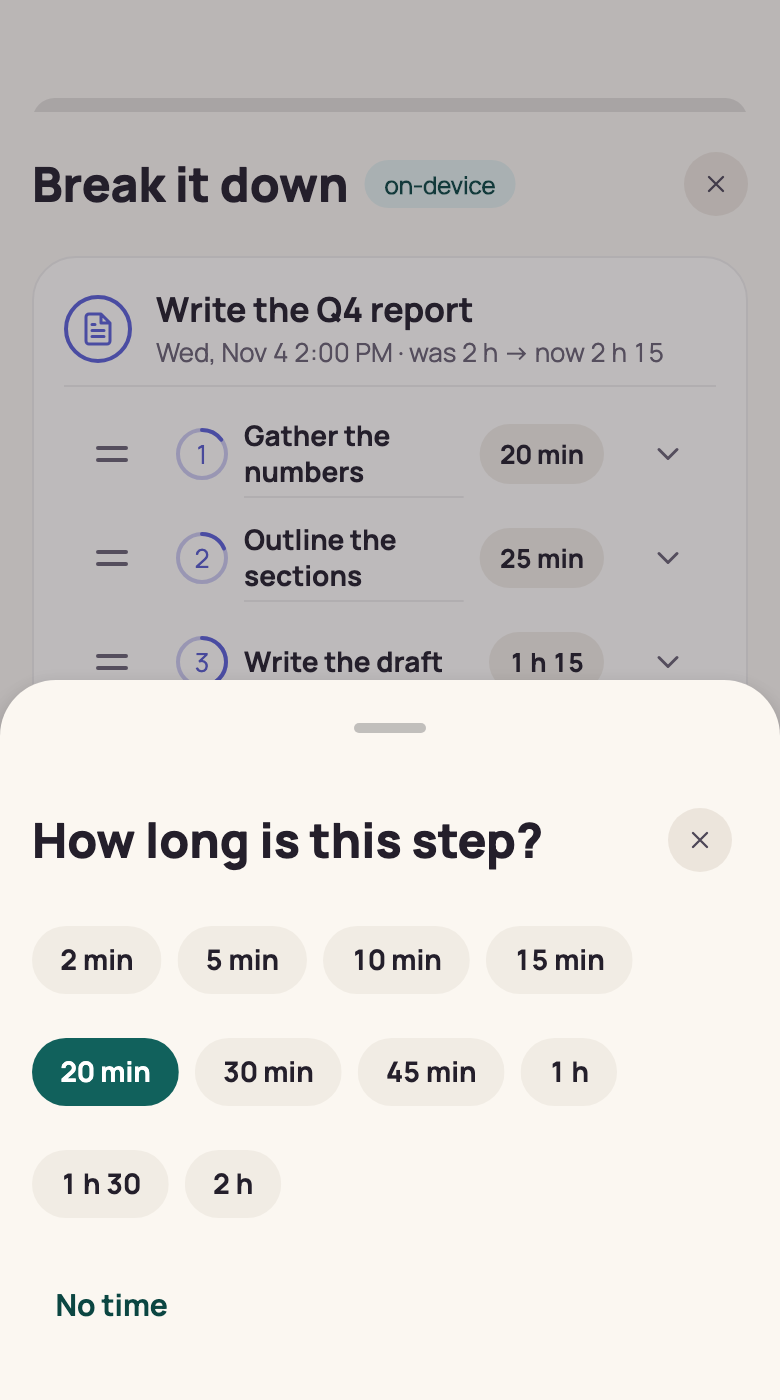 Break it down on-device
Write the Q4 report
Wed, Nov 4 2:00 PM · was 2 h → now 2 h 15
1 Gather the numbers 20 min
2 Outline the sections 25 min
3 Write the draft 1 h 15
How long is this step?
2 min 5 min 10 min 15 min
20 min 30 min 45 min 1 h
1 h 30 2 h
No time